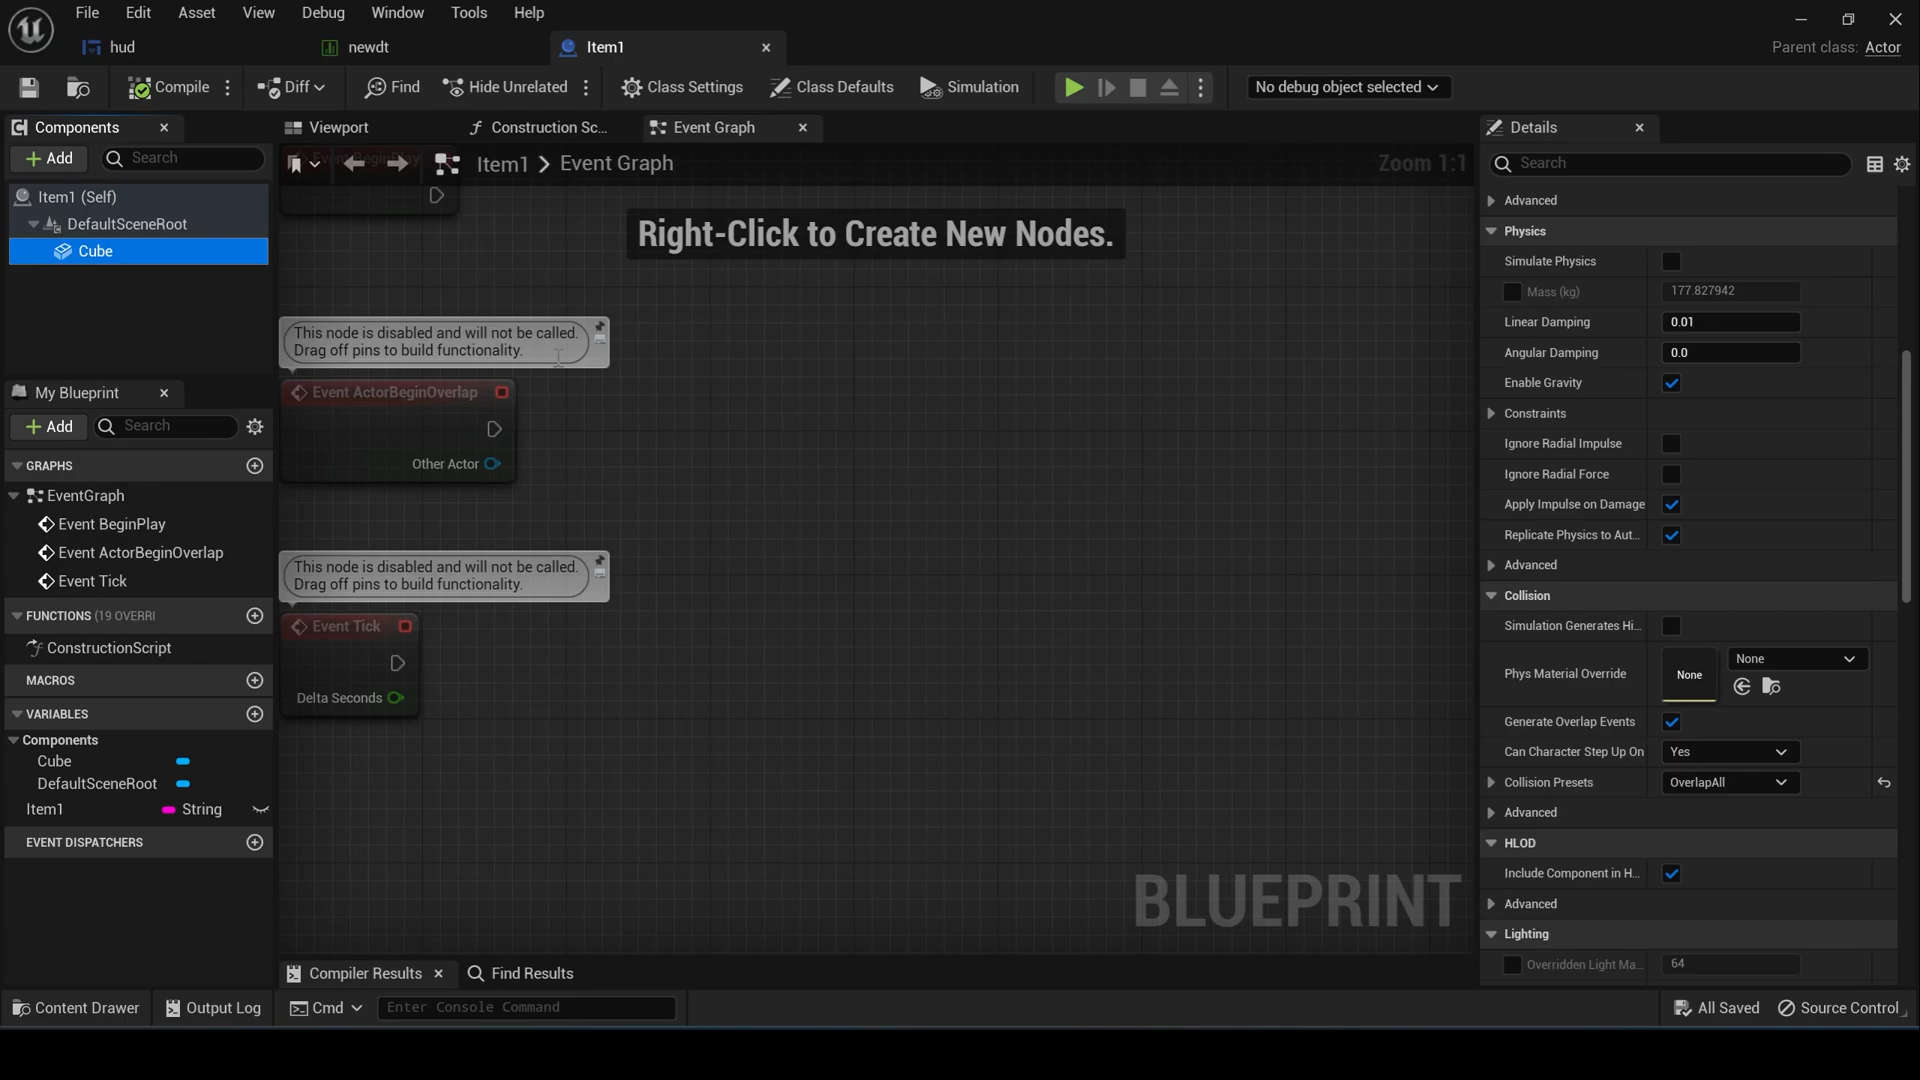 File Edit Asset View Debug Window Tools Help
hud newdt Item1 Parent class: Actor
Compile Diff Find Hide Unrelated Class Settings Class Defaults Simulation No debug object selected
Components
Add Search
Item1 (Self)
DefaultSceneRoot
Cube
My Blueprint
Add Search
GRAPHS
EventGraph
Event BeginPlay
Event ActorBeginOverlap
Event Tick
FUNCTIONS (19 OVERRI
ConstructionScript
MACROS
VARIABLES
Components
Cube
DefaultSceneRoot
Item1 String
EVENT DISPATCHERS
Viewport Construction Sc... Event Graph
Event BeginPlay
Item1 > Event Graph Zoom 1:1
Right-Click to Create New Nodes.
This node is disabled and will not be called.
Drag off pins to build functionality.
Event ActorBeginOverlap
Other Actor
This node is disabled and will not be called.
Drag off pins to build functionality.
Event Tick
Delta Seconds
BLUEPRINT
Compiler Results Find Results
Details
Search
Advanced
Physics
Simulate Physics
Mass (kg) 177.827942
Linear Damping 0.01
Angular Damping 0.0
Enable Gravity
Constraints
Ignore Radial Impulse
Ignore Radial Force
Apply Impulse on Damage
Replicate Physics to Aut...
Advanced
Collision
Simulation Generates Hi...
Phys Material Override None None
Generate Overlap Events
Can Character Step Up On Yes
Collision Presets OverlapAll
Advanced
HLOD
Include Component in H...
Advanced
Lighting
Overridden Light Ma... 64
Content Drawer Output Log Cmd Enter Console Command All Saved Source Control